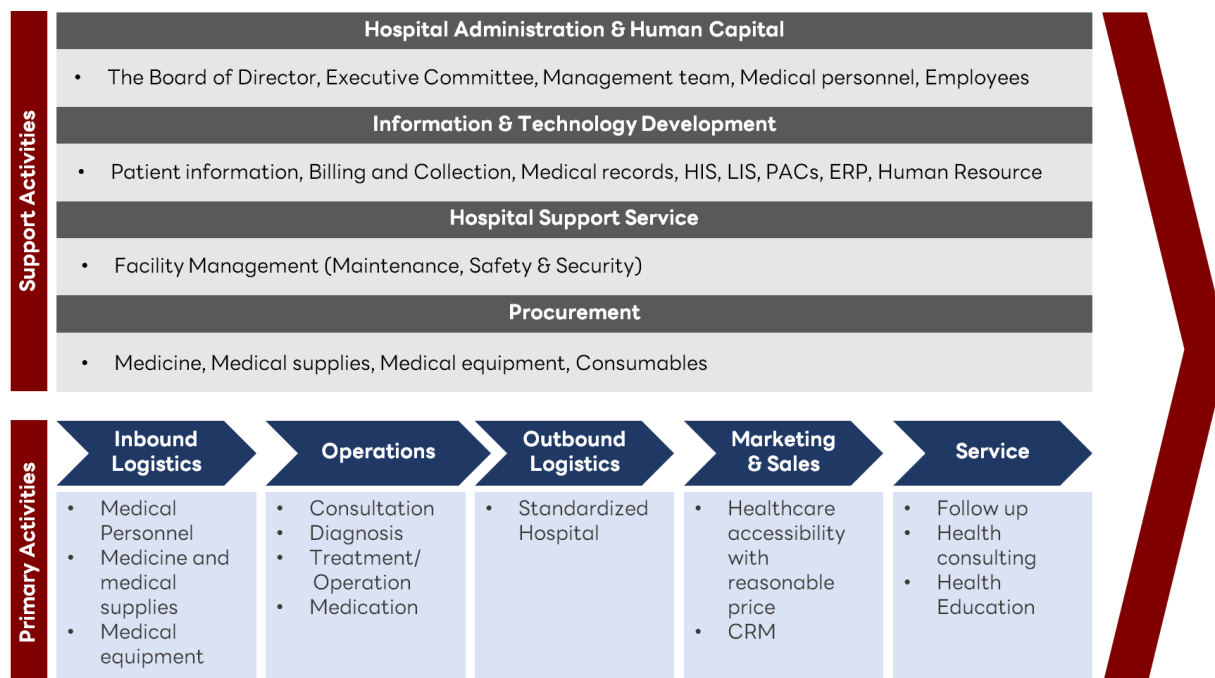 Support Activities
Hospital Administration & Human Capital
• The Board of Director, Executive Committee, Management team, Medical personnel, Employees
Information & Technology Development
• Patient information, Billing and Collection, Medical records, HIS, LIS, PACs, ERP, Human Resource
Hospital Support Service
• Facility Management (Maintenance, Safety & Security)
Procurement
• Medicine, Medical supplies, Medical equipment, Consumables
Primary Activities
Inbound
Logistics
• Medical
Personnel
• Medicine and
medical
supplies
• Medical
equipment
Operations
• Consultation
• Diagnosis
• Treatment/
Operation
• Medication
Outbound
Logistics
• Standardized
Hospital
Marketing
& Sales
• Healthcare
accessibility
with
reasonable
price
• CRM
Service
• Follow up
• Health
consulting
• Health
Education